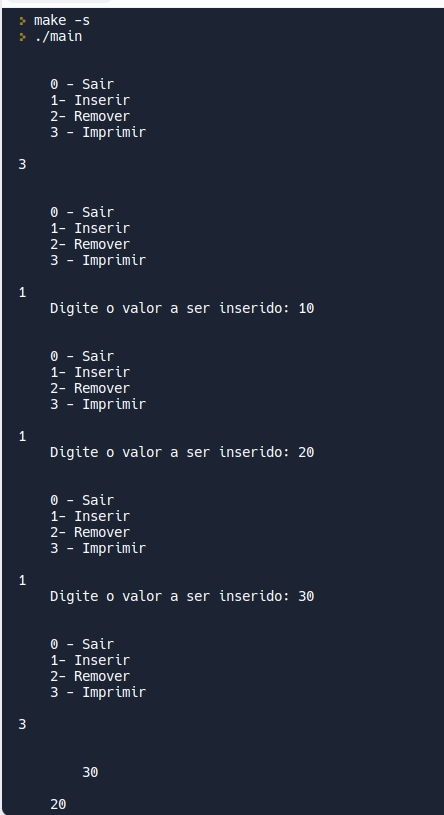 make -s
./main
0 - Sair
1- Inserir
2- Remover
3 - Imprimir
3
0 - Sair
1- Inserir
2- Remover
3 - Imprimir
1
Digite o valor a ser inserido: 10
0 - Sair
1- Inserir
2- Remover
3 - Imprimir
1
Digite o valor a ser inserido: 20
0 - Sair
1- Inserir
2- Remover
3 - Imprimir
1
Digite o valor a ser inserido: 30
0 - Sair
1- Inserir
2- Remover
3 - Imprimir
3
30
20